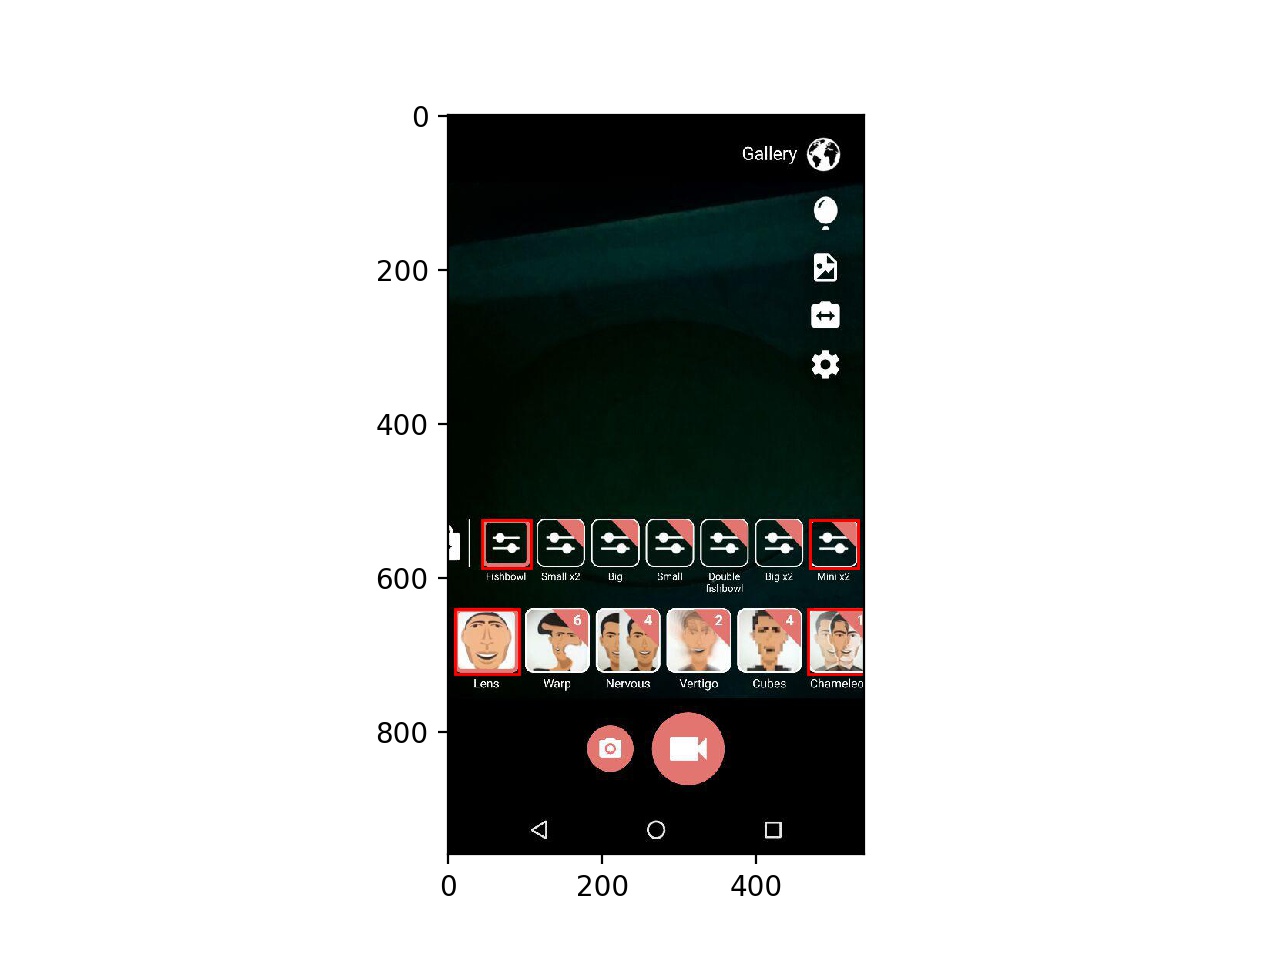 0
200
400
600
800
Gallery
Fishbowl Small x2 Big Small Double fishbowl Big x2 Mini x2
6 4 2 4 1
Lens Warp Nervous Vertigo Cubes Chameleo
0 200 400